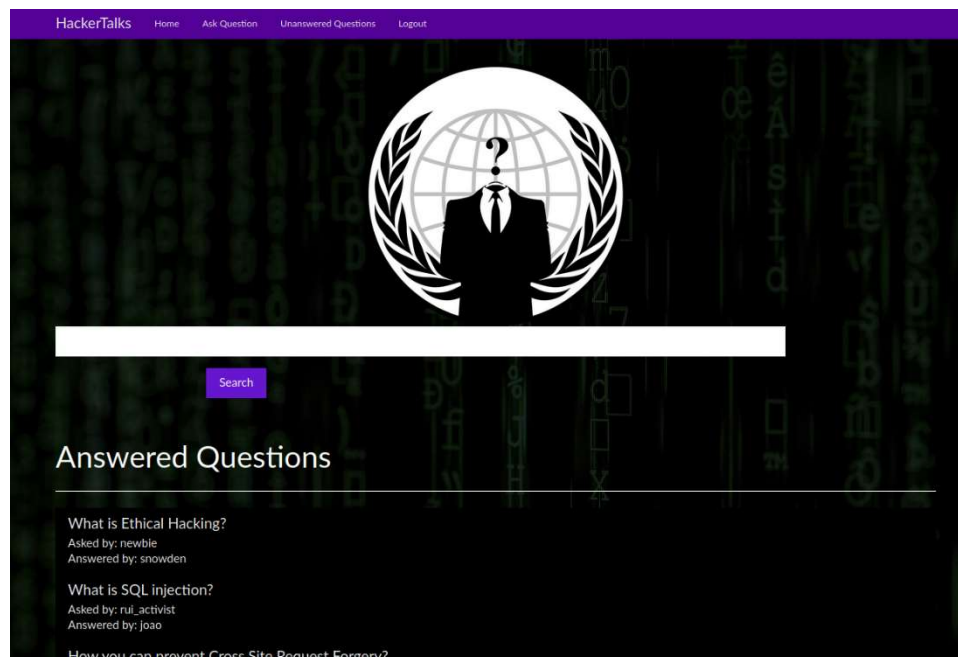 HackerTalks Home Ask Question Unanswered Questions Logout
?
Search
Answered Questions
What is Ethical Hacking?
Asked by: newbie
Answered by: snowden
What is SQL injection?
Asked by: rui_activist
Answered by: joao
How you can prevent Cross Site Request Forgery?